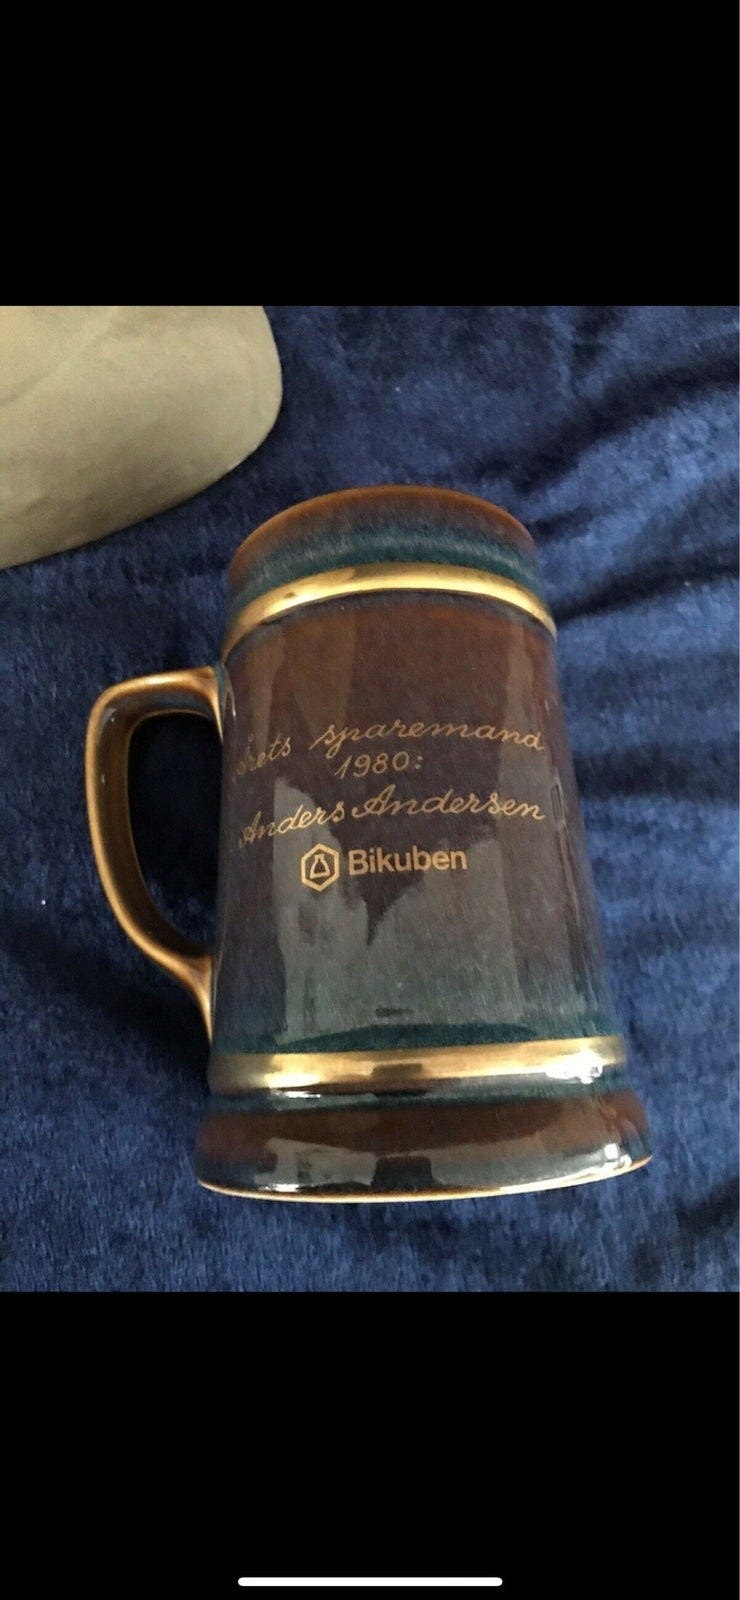 Årets sparemand
1980:
Anders Andersen
Bikuben